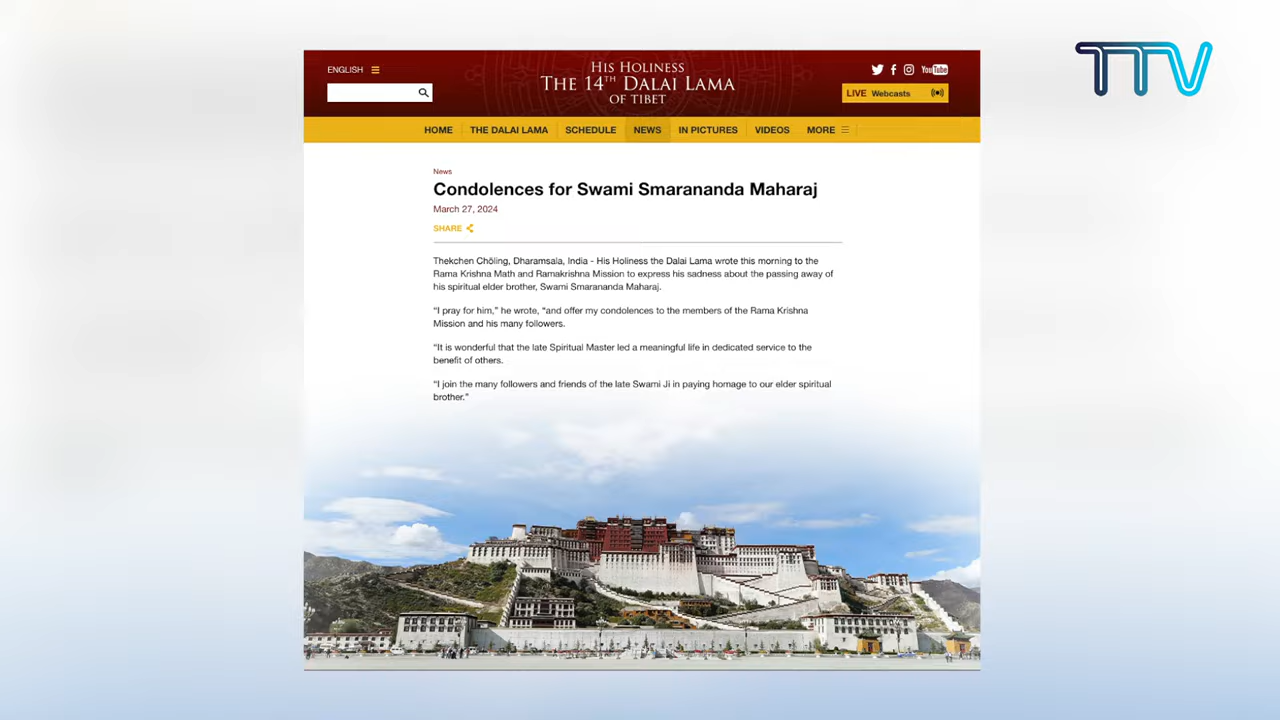 TTV
ENGLISH
HIS HOLINESS
THE 14TH DALAI LAMA
OF TIBET
YouTube
LIVE Webcasts
HOME THE DALAI LAMA SCHEDULE NEWS IN PICTURES VIDEOS MORE
News
Condolences for Swami Smarananda Maharaj
March 27, 2024
SHARE
Thekchen Chöling, Dharamsala, India - His Holiness the Dalai Lama wrote this morning to the
Rama Krishna Math and Ramakrishna Mission to express his sadness about the passing away of
his spiritual elder brother, Swami Smarananda Maharaj.
“I pray for him,” he wrote, “and offer my condolences to the members of the Rama Krishna
Mission and his many followers.
“It is wonderful that the late Spiritual Master led a meaningful life in dedicated service to the
benefit of others.
“I join the many followers and friends of the late Swami Ji in paying homage to our elder spiritual
brother.”